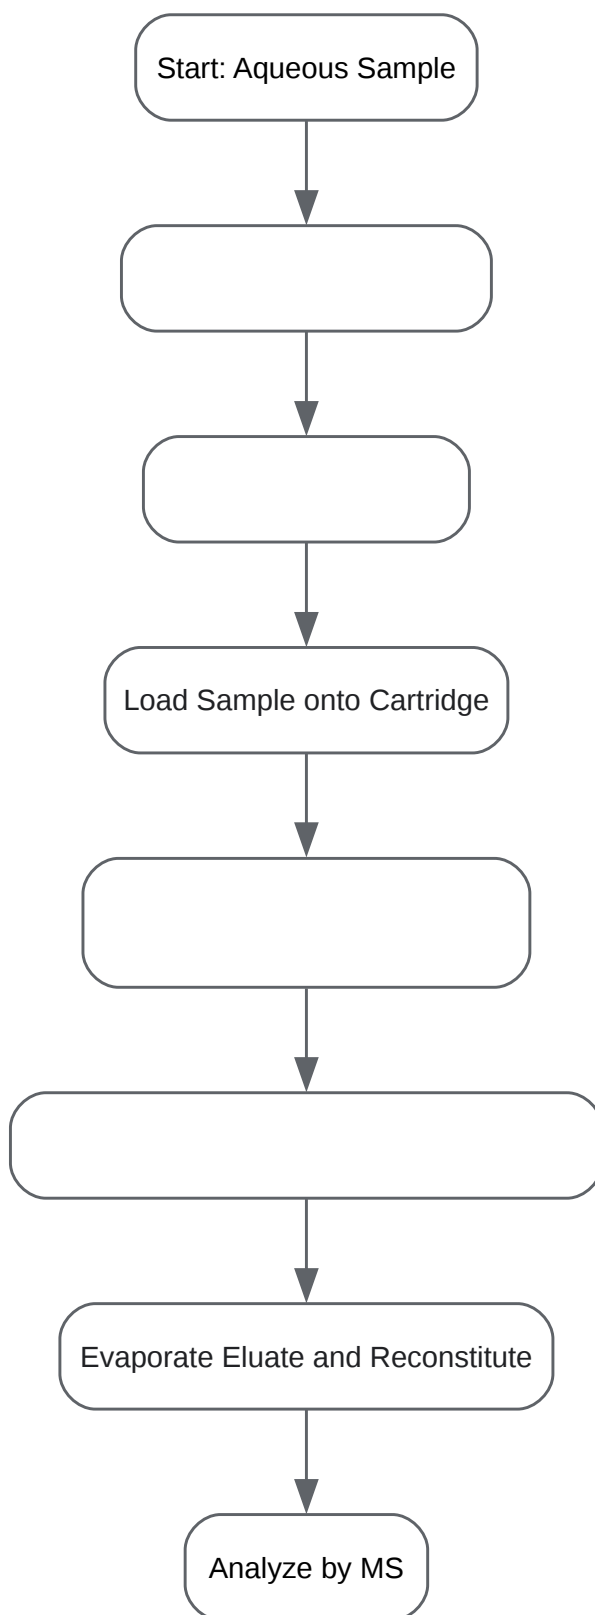 Start: Aqueous Sample
Load Sample onto Cartridge
Evaporate Eluate and Reconstitute
Analyze by MS